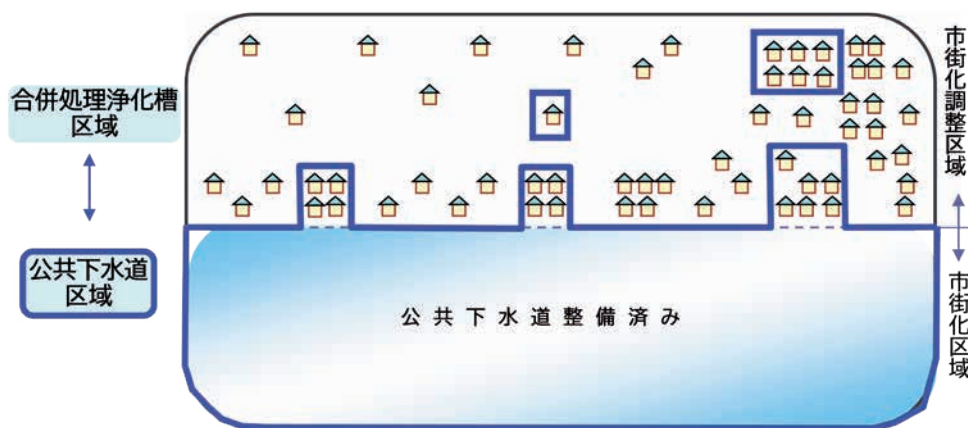 合併処理浄化槽
区域
公共下水道
区域
公共下水道整備済み
市街化調整区域
市街化区域